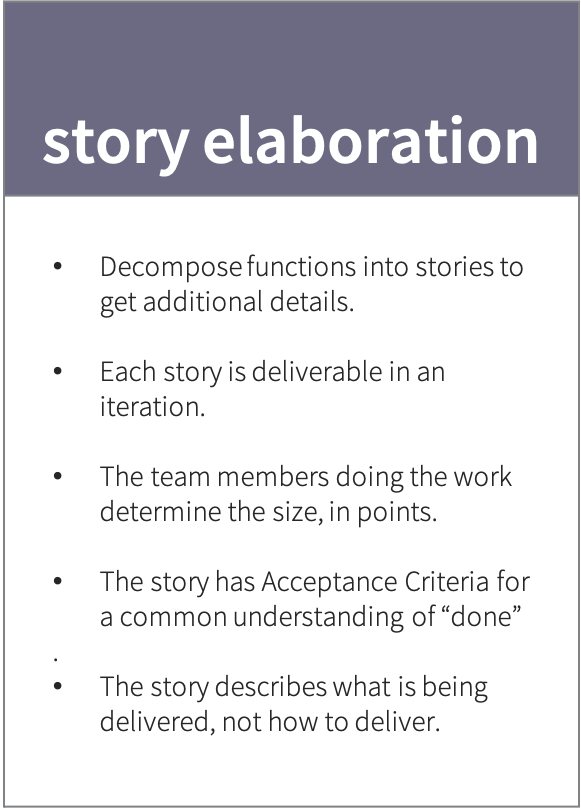 story elaboration
• Decompose functions into stories to
get additional details.
• Each story is deliverable in an
iteration.
• The team members doing the work
determine the size, in points.
• The story has Acceptance Criteria for
a common understanding of “done”
.
• The story describes what is being
delivered, not how to deliver.